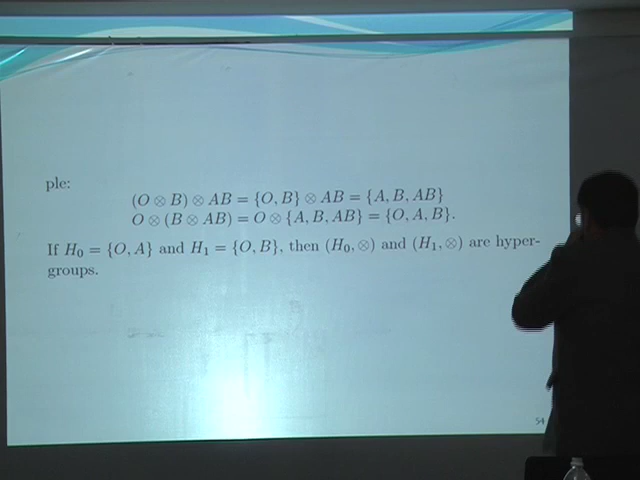 ple:
(O ⊗ B) ⊗ AB = {O, B} ⊗ AB = {A, B, AB}
O ⊗ (B ⊗ AB) = O ⊗ {A, B, AB} = {O, A, B}.
If H₀ = {O, A} and H₁ = {O, B}, then (H₀, ⊗) and (H₁, ⊗) are hyper-
groups.
54